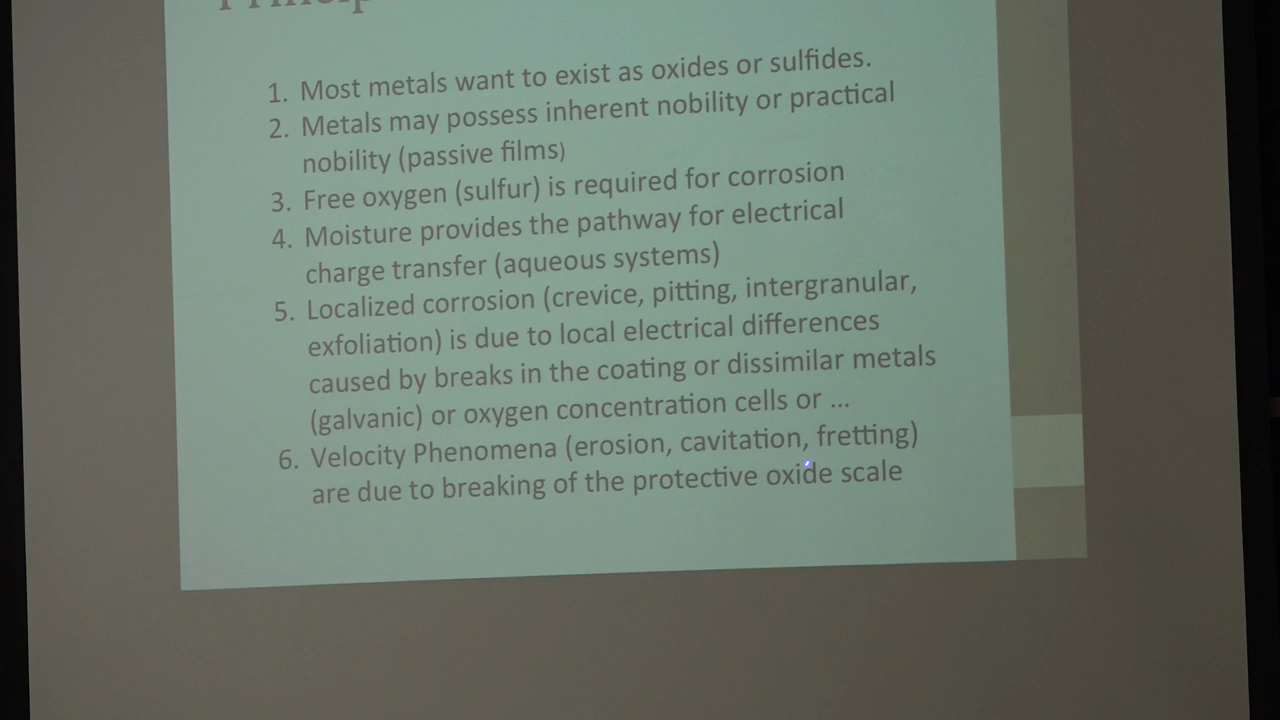 1. Most metals want to exist as oxides or sulfides.
2. Metals may possess inherent nobility or practical
nobility (passive films)
3. Free oxygen (sulfur) is required for corrosion
4. Moisture provides the pathway for electrical
charge transfer (aqueous systems)
5. Localized corrosion (crevice, pitting, intergranular,
exfoliation) is due to local electrical differences
caused by breaks in the coating or dissimilar metals
(galvanic) or oxygen concentration cells or ...
6. Velocity Phenomena (erosion, cavitation, fretting)
are due to breaking of the protective oxide scale